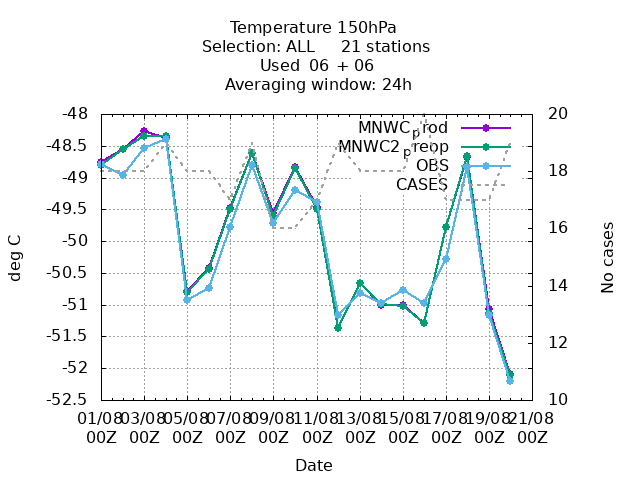 Temperature 150hPa
Selection: ALL 21 stations
Used 06 + 06
Averaging window: 24h
-48
-48.5
-49
-49.5
-50
-50.5
-51
-51.5
-52
-52.5
20
18
16
14
12
10
MNWCprod
MNWC2preop
OBS
CASES
deg C
No cases
01/08 03/08 05/08 07/08 09/08 11/08 13/08 15/08 17/08 19/08 21/08
00Z 00Z 00Z 00Z 00Z 00Z 00Z 00Z 00Z 00Z 00Z
Date